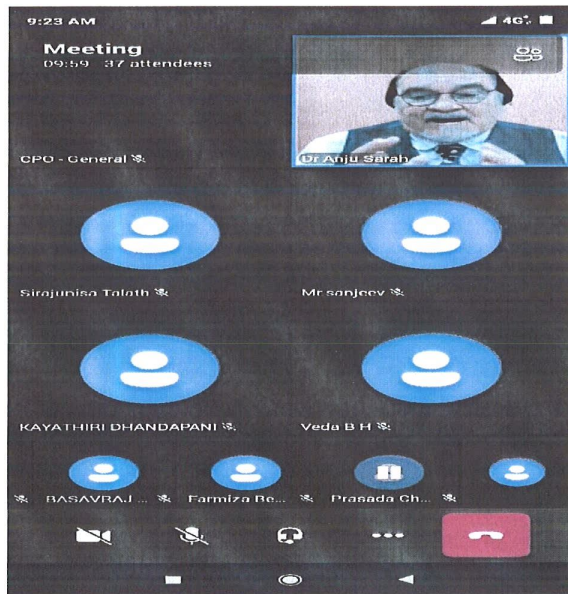 9:23 AM 4G+
Meeting
09:59 37 attendees
CPO - General
Dr Anju Sarah
Sirajunisa Talath
Mr.sanjeev
KAYATHIRI DHANDAPANI
Veda B H
BASAVRAJ ...
Farmiza Be...
Prasada Ch...